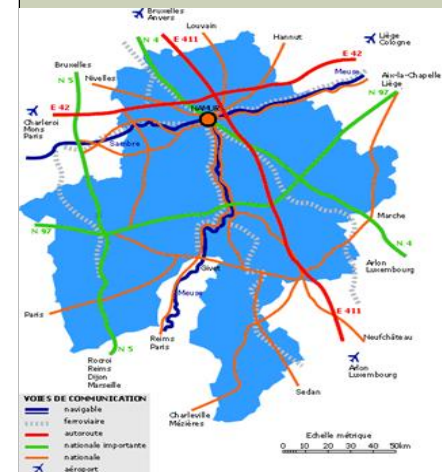 Bruxelles
Anvers
Louvain
Hannut
Liège
Cologne
N 4
E 411
E 42
Bruxelles
N 5
Nivelles
Meuse
Aix-la-Chapelle
Liège
N 97
E 42
Charleroi
Mons
Paris
NAMUR
Sambre
Marche
N 97
N 4
Arlon
Luxembourg
Givet
Meuse
Paris
Reims
Paris
E 411
Neufchâteau
N 5
Rocroi
Reims
Dijon
Marseille
Arlon
Luxembourg
Sedan
Charleville
Mézières
VOIES DE COMMUNICATION
navigable
ferroviaire
autoroute
nationale importante
nationale
aéroport
Echelle métrique
0 10 20 30 40 50km